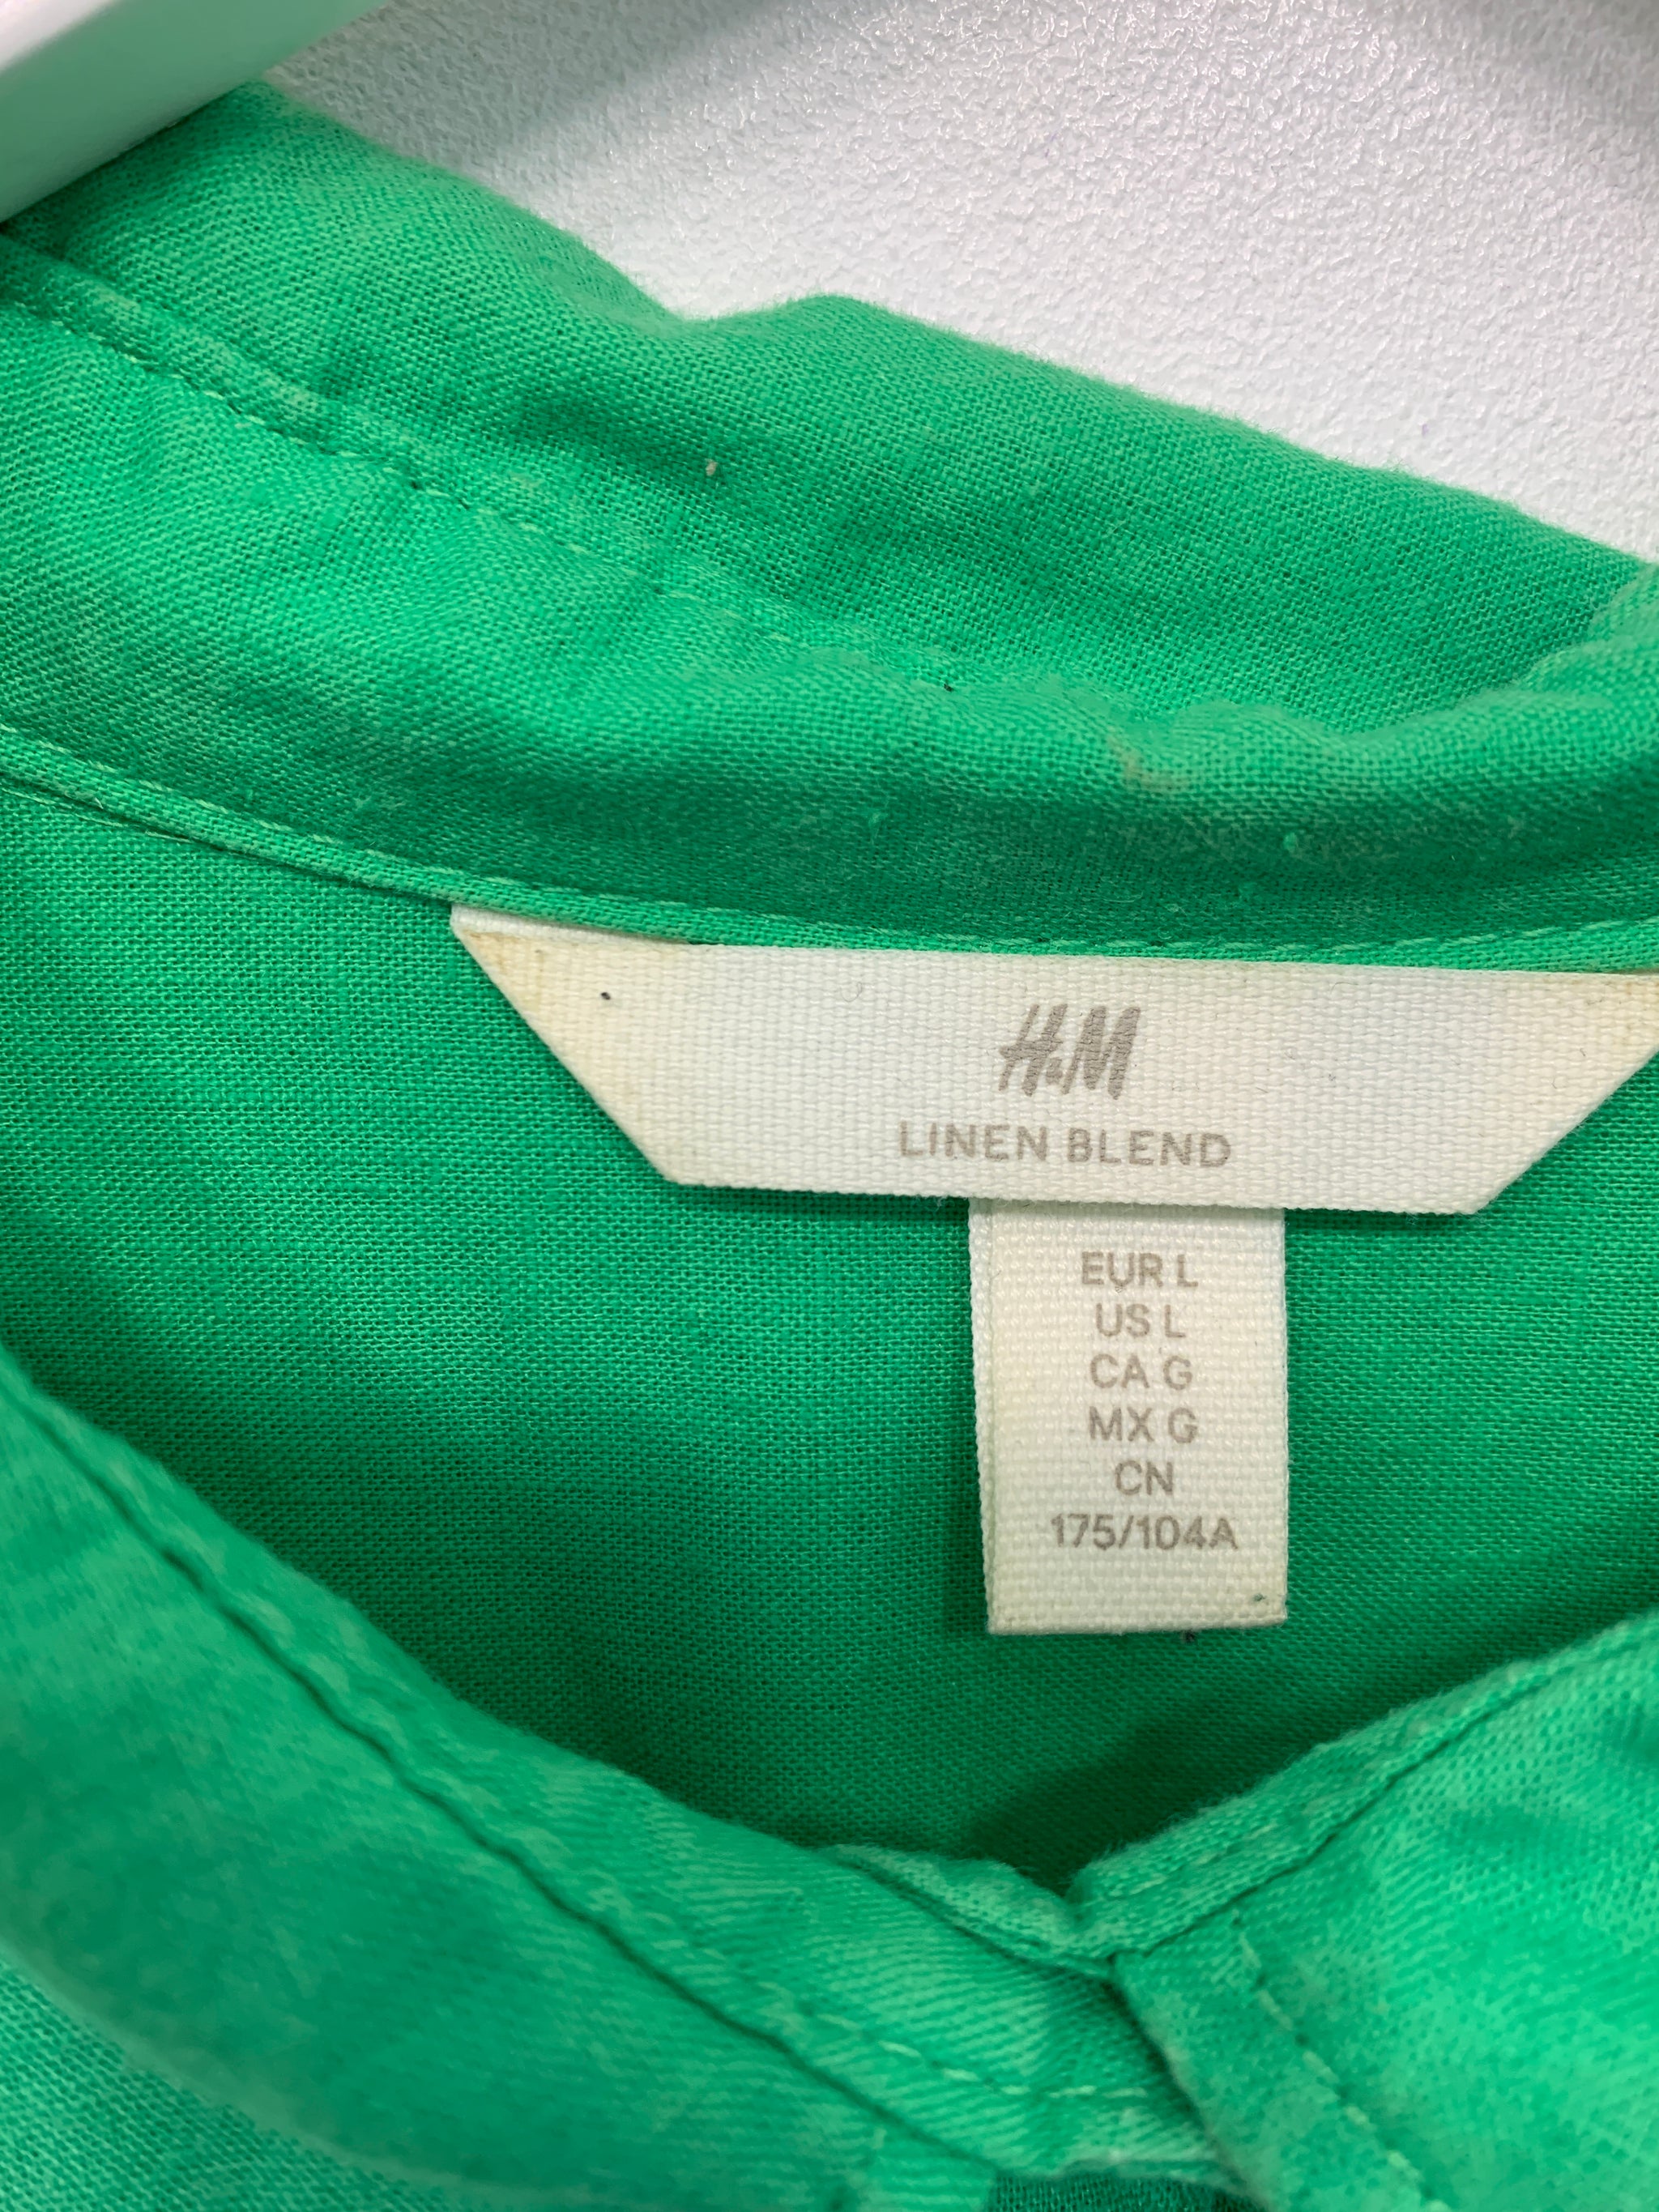 H&M
LINEN BLEND
EUR L
US L
CA G
MX G
CN
175/104A